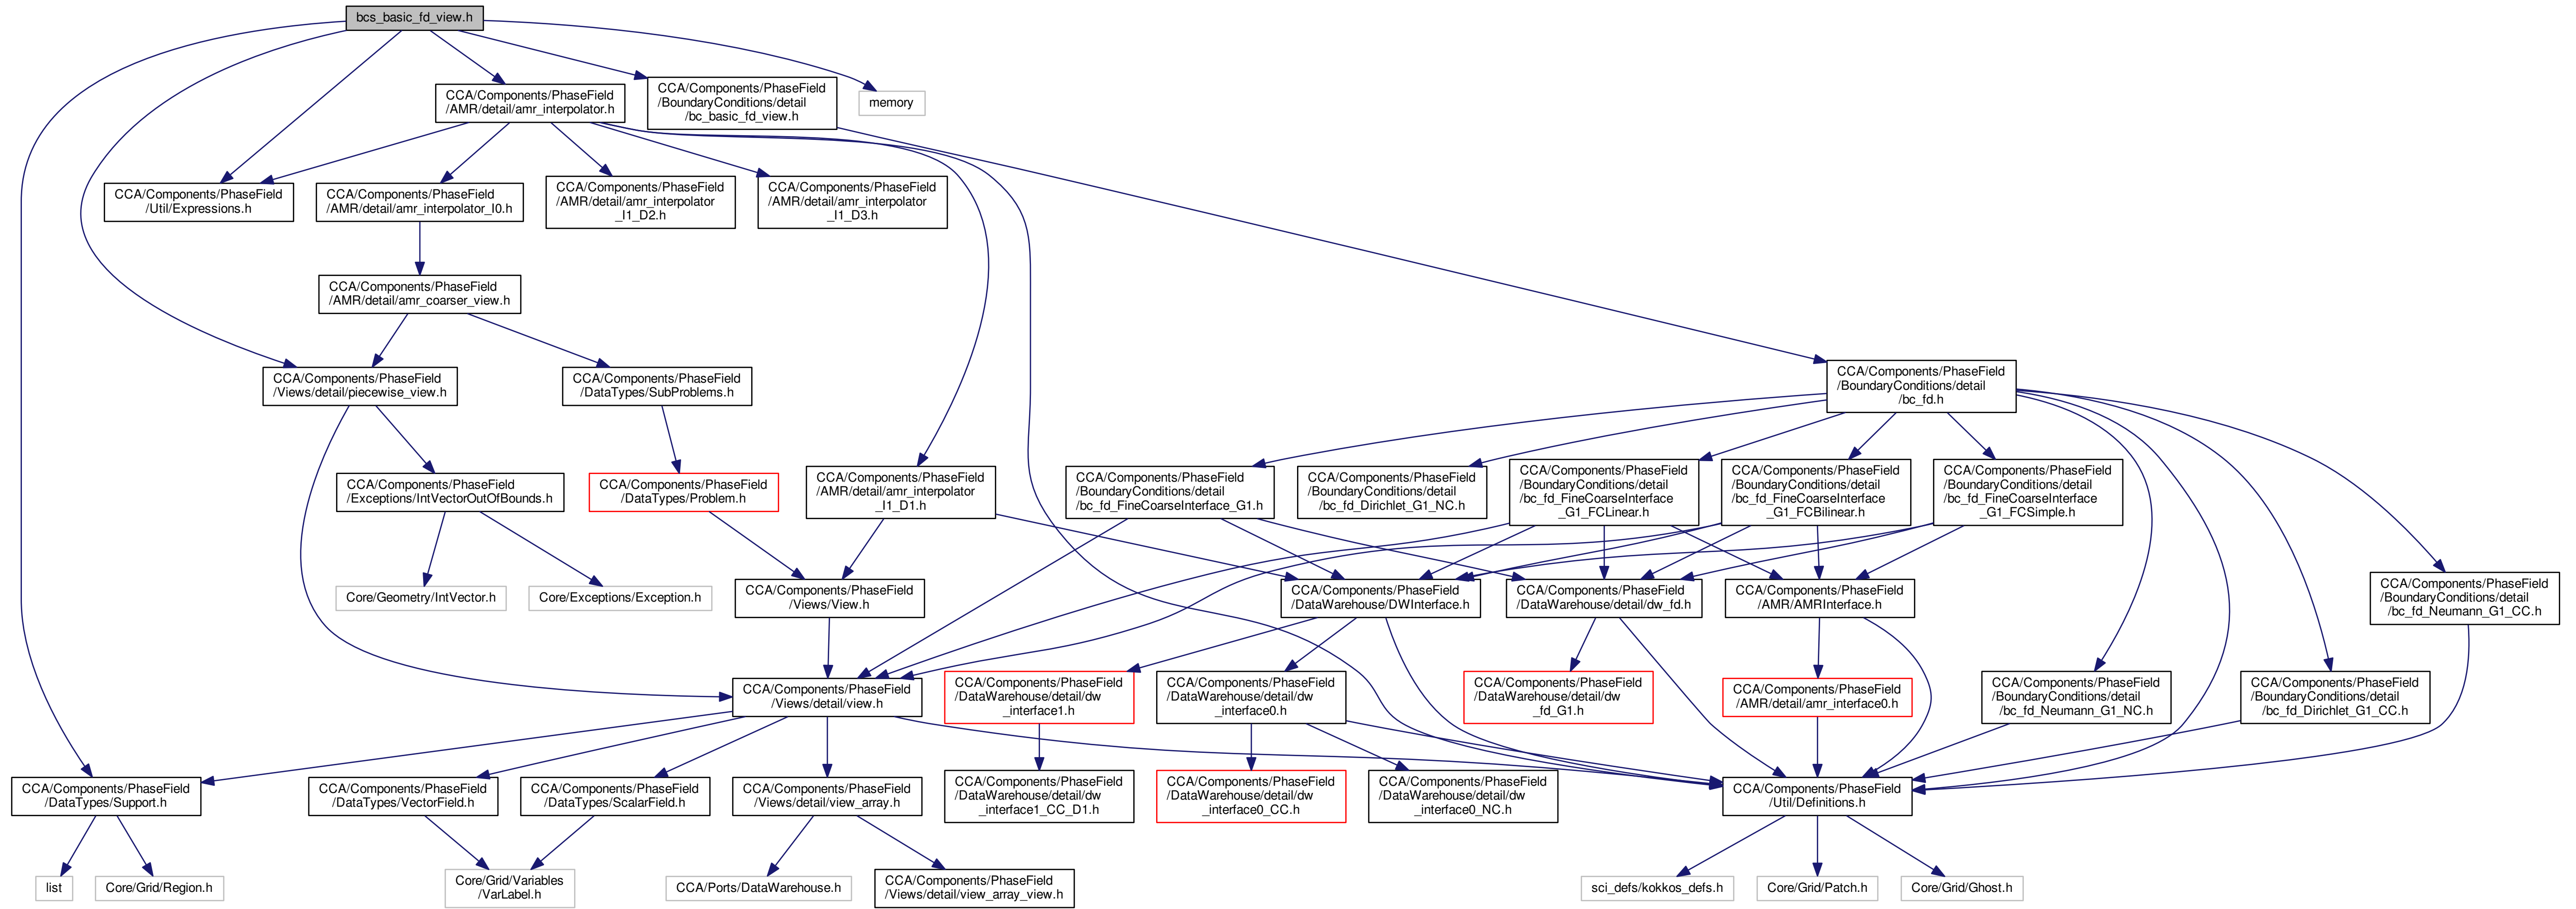 bcs_basic_fd_view.h
CCA/Components/PhaseField
/AMR/detail/amr_interpolator.h
CCA/Components/PhaseField
/BoundaryConditions/detail
/bc_basic_fd_view.h
memory
CCA/Components/PhaseField
/Util/Expressions.h
CCA/Components/PhaseField
/AMR/detail/amr_interpolator_I0.h
CCA/Components/PhaseField
/AMR/detail/amr_interpolator
_I1_D2.h
CCA/Components/PhaseField
/AMR/detail/amr_interpolator
_I1_D3.h
CCA/Components/PhaseField
/AMR/detail/amr_coarser_view.h
CCA/Components/PhaseField
/Views/detail/piecewise_view.h
CCA/Components/PhaseField
/DataTypes/SubProblems.h
CCA/Components/PhaseField
/BoundaryConditions/detail
/bc_fd.h
CCA/Components/PhaseField
/Exceptions/IntVectorOutOfBounds.h
CCA/Components/PhaseField
/DataTypes/Problem.h
CCA/Components/PhaseField
/AMR/detail/amr_interpolator
_I1_D1.h
CCA/Components/PhaseField
/BoundaryConditions/detail
/bc_fd_FineCoarseInterface_G1.h
CCA/Components/PhaseField
/BoundaryConditions/detail
/bc_fd_Dirichlet_G1_NC.h
CCA/Components/PhaseField
/BoundaryConditions/detail
/bc_fd_FineCoarseInterface
_G1_FCLinear.h
CCA/Components/PhaseField
/BoundaryConditions/detail
/bc_fd_FineCoarseInterface
_G1_FCBilinear.h
CCA/Components/PhaseField
/BoundaryConditions/detail
/bc_fd_FineCoarseInterface
_G1_FCSimple.h
Core/Geometry/IntVector.h
Core/Exceptions/Exception.h
CCA/Components/PhaseField
/Views/View.h
CCA/Components/PhaseField
/DataWarehouse/DWInterface.h
CCA/Components/PhaseField
/DataWarehouse/detail/dw_fd.h
CCA/Components/PhaseField
/AMR/AMRInterface.h
CCA/Components/PhaseField
/BoundaryConditions/detail
/bc_fd_Neumann_G1_CC.h
CCA/Components/PhaseField
/Views/detail/view.h
CCA/Components/PhaseField
/DataWarehouse/detail/dw
_interface1.h
CCA/Components/PhaseField
/DataWarehouse/detail/dw
_interface0.h
CCA/Components/PhaseField
/DataWarehouse/detail/dw
_fd_G1.h
CCA/Components/PhaseField
/AMR/detail/amr_interface0.h
CCA/Components/PhaseField
/BoundaryConditions/detail
/bc_fd_Neumann_G1_NC.h
CCA/Components/PhaseField
/BoundaryConditions/detail
/bc_fd_Dirichlet_G1_CC.h
CCA/Components/PhaseField
/DataTypes/Support.h
CCA/Components/PhaseField
/DataTypes/VectorField.h
CCA/Components/PhaseField
/DataTypes/ScalarField.h
CCA/Components/PhaseField
/Views/detail/view_array.h
CCA/Components/PhaseField
/DataWarehouse/detail/dw
_interface1_CC_D1.h
CCA/Components/PhaseField
/DataWarehouse/detail/dw
_interface0_CC.h
CCA/Components/PhaseField
/DataWarehouse/detail/dw
_interface0_NC.h
CCA/Components/PhaseField
/Util/Definitions.h
list
Core/Grid/Region.h
Core/Grid/Variables
/VarLabel.h
CCA/Ports/DataWarehouse.h
CCA/Components/PhaseField
/Views/detail/view_array_view.h
sci_defs/kokkos_defs.h
Core/Grid/Patch.h
Core/Grid/Ghost.h